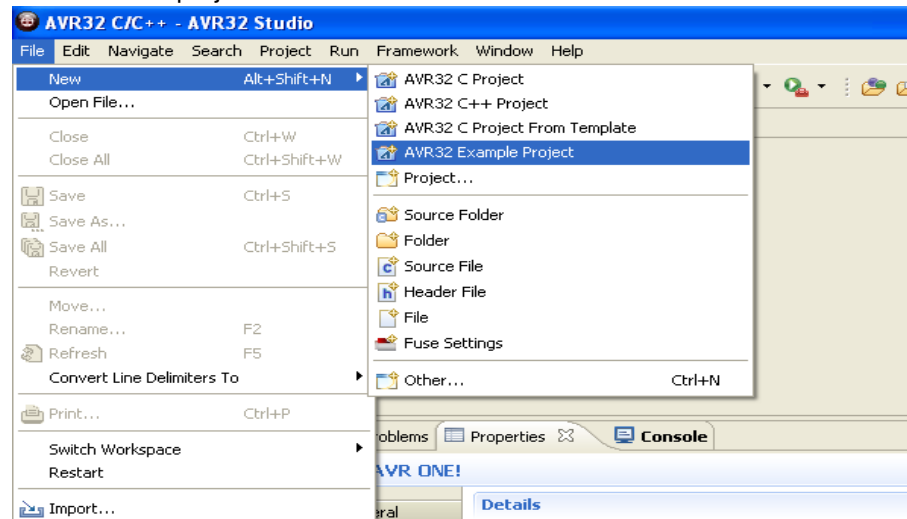 AVR32 C/C++ - AVR32 Studio
File Edit Navigate Search Project Run Framework Window Help
New Alt+Shift+N
Open File...
Close Ctrl+W
Close All Ctrl+Shift+W
Save Ctrl+S
Save As...
Save All Ctrl+Shift+S
Revert
Move...
Rename... F2
Refresh F5
Convert Line Delimiters To
Print... Ctrl+P
Switch Workspace
Restart
Import...
AVR32 C Project
AVR32 C++ Project
AVR32 C Project From Template
AVR32 Example Project
Project...
Source Folder
Folder
Source File
Header File
File
Fuse Settings
Other... Ctrl+N
oblems Properties Console
AVR ONE!
eral Details